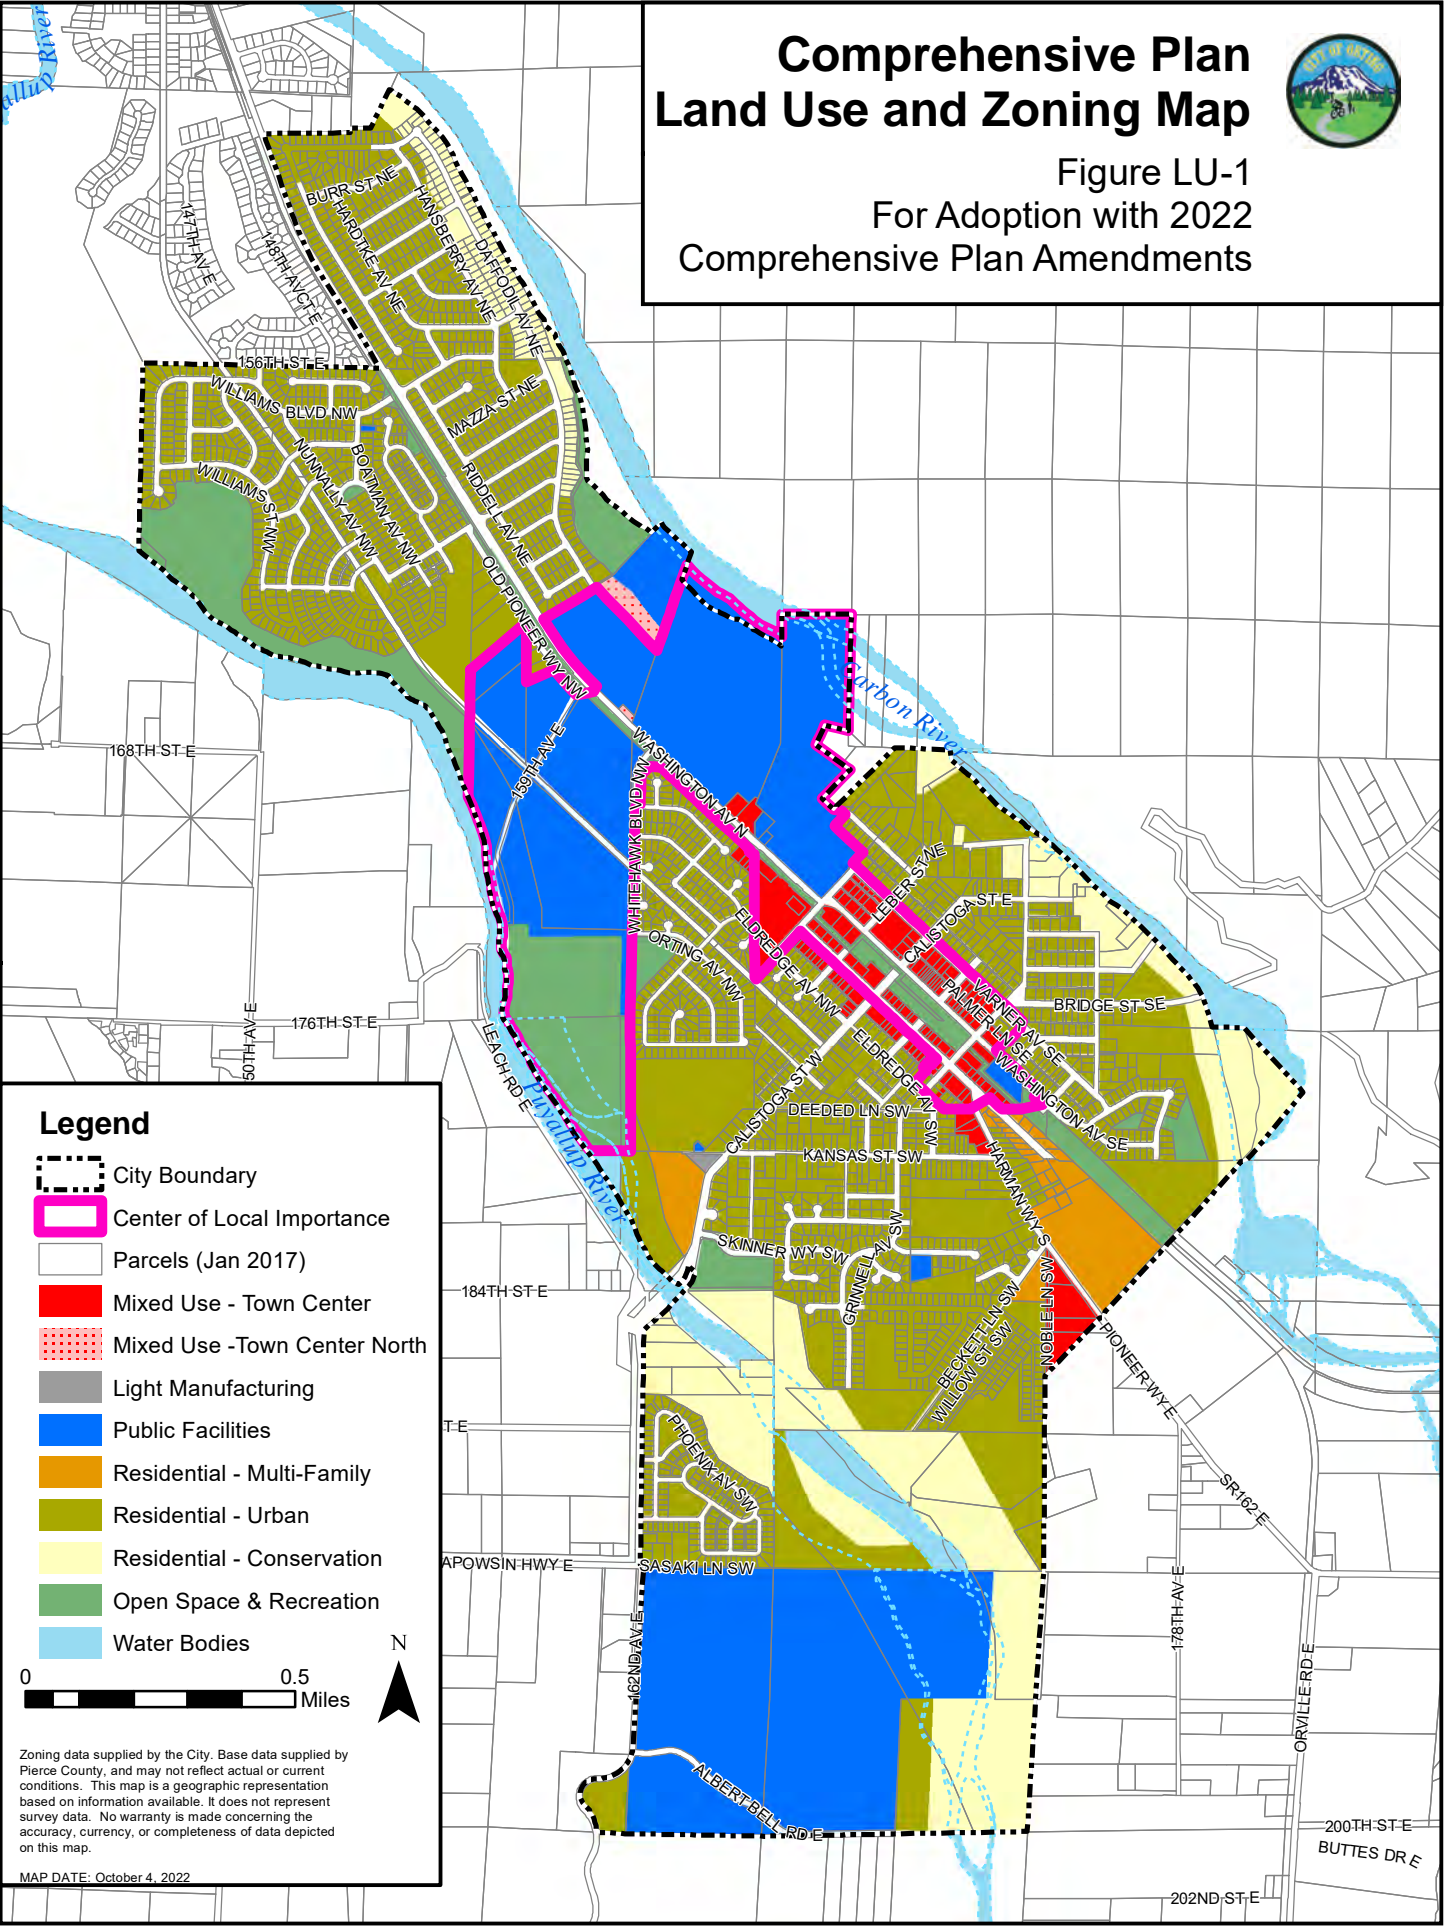 Comprehensive Plan
Land Use and Zoning Map
Figure LU-1
For Adoption with 2022
Comprehensive Plan Amendments
CITY OF ORTING
allup River
BURR ST NE
HARDTKE AV NE
HANSBERRY AV NE
DAFFODIL AV NE
147TH AV E
148TH AVCT E
156TH ST E
WILLIAMS BLVD NW
MAZZA ST NE
NUNNALLY AV NW
BOATMAN AV NW
WILLIAMS ST NW
RIDDELL AV NE
OLD PIONEER WY NW
Carbon River
168TH ST E
159TH AV E
WASHINGTON AV N
WHITEHAWK BLVD NW
LEBER ST NE
CALISTOGA ST E
ELDREDGE AV NW
ORTING AV NW
VARNER AV SE
PALMER LN SE
BRIDGE ST SE
176TH ST E
50TH AV E
LEACH RD E
WASHINGTON AV SE
ELDREDGE AV SW
CALISTOGA ST W
DEEDED LN SW
KANSAS ST SW
HARMAN WY S
Puyallup River
SKINNER WY SW
GRINNELL AV SW
184TH ST E
BECKETT LN SW
WILLOW ST SW
NOBLE LN SW
PIONEER WY E
T E
PHOENIX AV SW
SR162 E
APOWSIN HWY E
SASAKI LN SW
162ND AV E
178TH AV E
ORVILLE RD E
ALBERT BELL RD E
200TH ST E
BUTTES DR E
202ND ST E
Legend
City Boundary
Center of Local Importance
Parcels (Jan 2017)
Mixed Use - Town Center
Mixed Use -Town Center North
Light Manufacturing
Public Facilities
Residential - Multi-Family
Residential - Urban
Residential - Conservation
Open Space & Recreation
Water Bodies
N
0 0.5
Miles
Zoning data supplied by the City. Base data supplied by
Pierce County, and may not reflect actual or current
conditions. This map is a geographic representation
based on information available. It does not represent
survey data. No warranty is made concerning the
accuracy, currency, or completeness of data depicted
on this map.
MAP DATE: October 4, 2022